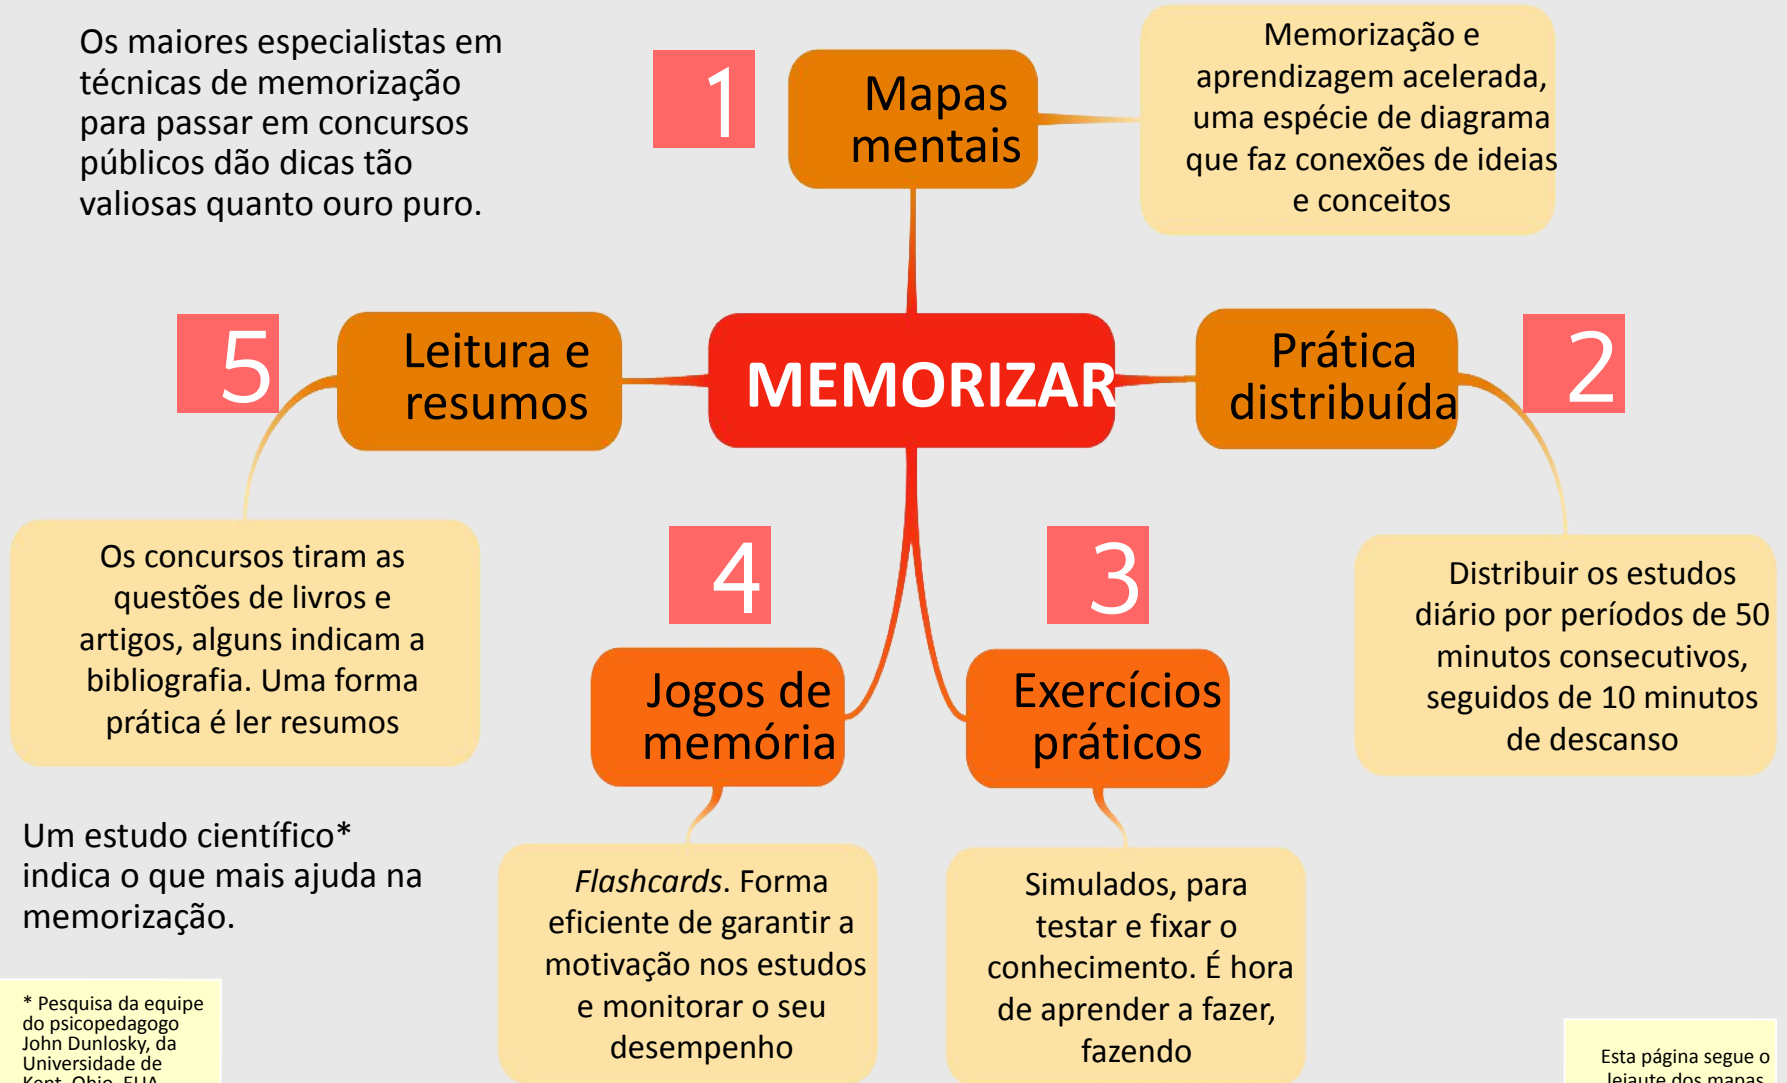 Os maiores especialistas em
técnicas de memorização
para passar em concursos
públicos dão dicas tão
valiosas quanto ouro puro.
1
Mapas
mentais
Memorização e
aprendizagem acelerada,
uma espécie de diagrama
que faz conexões de ideias
e conceitos
5
Leitura e
resumos
MEMORIZAR
Prática
distribuída
2
Os concursos tiram as
questões de livros e
artigos, alguns indicam a
bibliografia. Uma forma
prática é ler resumos
4
Jogos de
memória
3
Exercícios
práticos
Distribuir os estudos
diário por períodos de 50
minutos consecutivos,
seguidos de 10 minutos
de descanso
Um estudo científico*
indica o que mais ajuda na
memorização.
Flashcards. Forma
eficiente de garantir a
motivação nos estudos
e monitorar o seu
desempenho
Simulados, para
testar e fixar o
conhecimento. É hora
de aprender a fazer,
fazendo
* Pesquisa da equipe
do psicopedagogo
John Dunlosky, da
Universidade de
Kent, Ohio, EUA
Esta página segue o
leiaute dos mapas